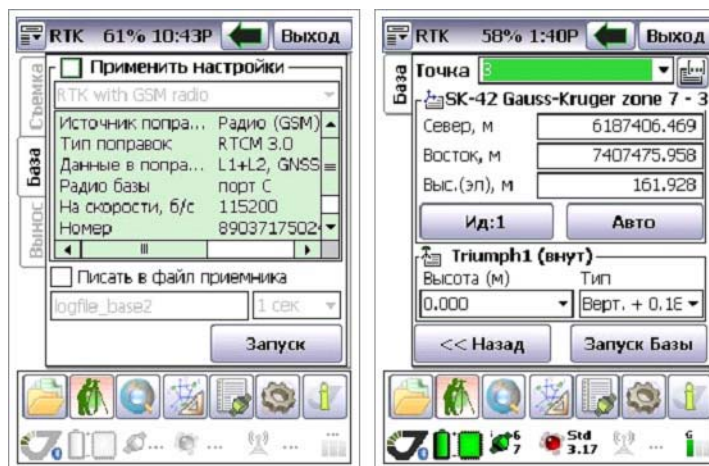 RTK 61% 10:43P Выход
Съемка
База
Вынос
Применить настройки
RTK with GSM radio
Источник попра... Радио (GSM)
Тип поправок RTCM 3.0
Данные в попра... L1+L2, GNSS
Радио базы порт C
На скорости, б/с 115200
Номер 8903717502
Писать в файл приемника
logfile_base2 1 сек
Запуск
RTK 58% 1:40P Выход
База
Точка 3
SK-42 Gauss-Kruger zone 7 - 3
Север, м 6187406.469
Восток, м 7407475.958
Выс.(эл), м 161.928
Ид:1 Авто
Triumph1 (внут)
Высота (м) Тип
0.000 Верт. + 0.1
<< Назад Запуск Базы
6
7
Std
3.17
...
G